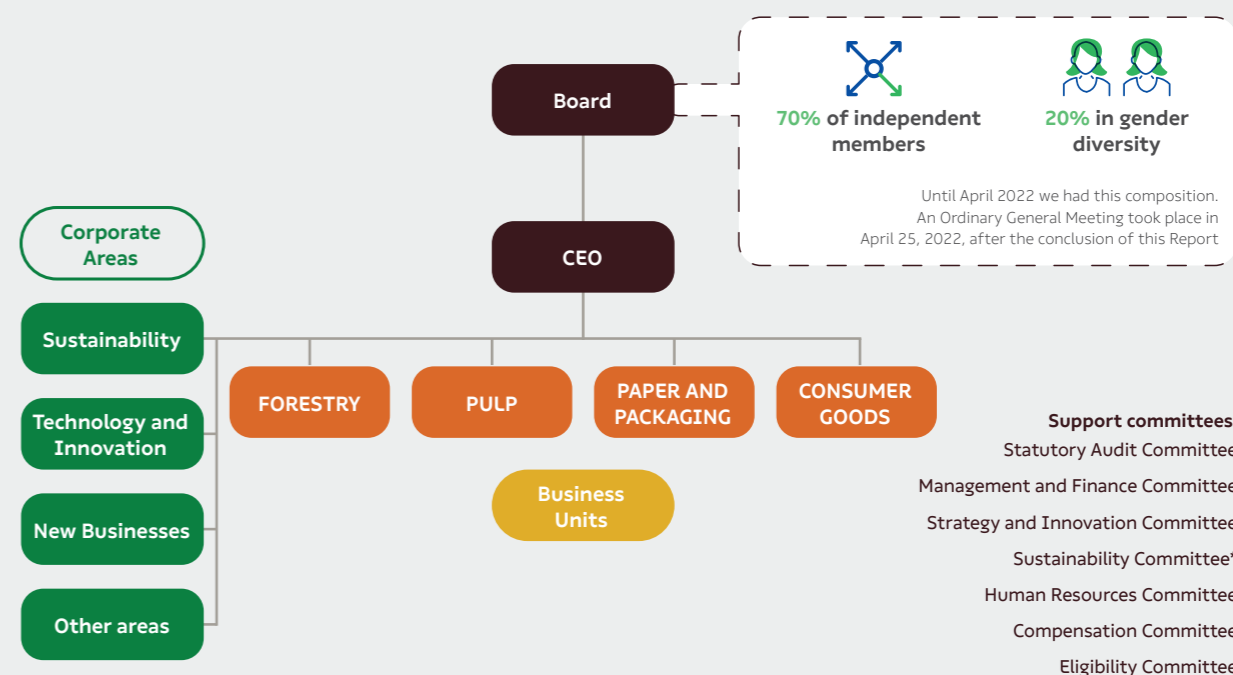 Board
70% of independent
members
20% in gender
diversity
Until April 2022 we had this composition.
An Ordinary General Meeting took place in
April 25, 2022, after the conclusion of this Report
CEO
Corporate
Areas
Sustainability
Technology and
Innovation
New Businesses
Other areas
FORESTRY
PULP
PAPER AND
PACKAGING
CONSUMER
GOODS
Business
Units
Support committees
Statutory Audit Committee
Management and Finance Committee
Strategy and Innovation Committee
Sustainability Committee*
Human Resources Committee
Compensation Committee
Eligibility Committee